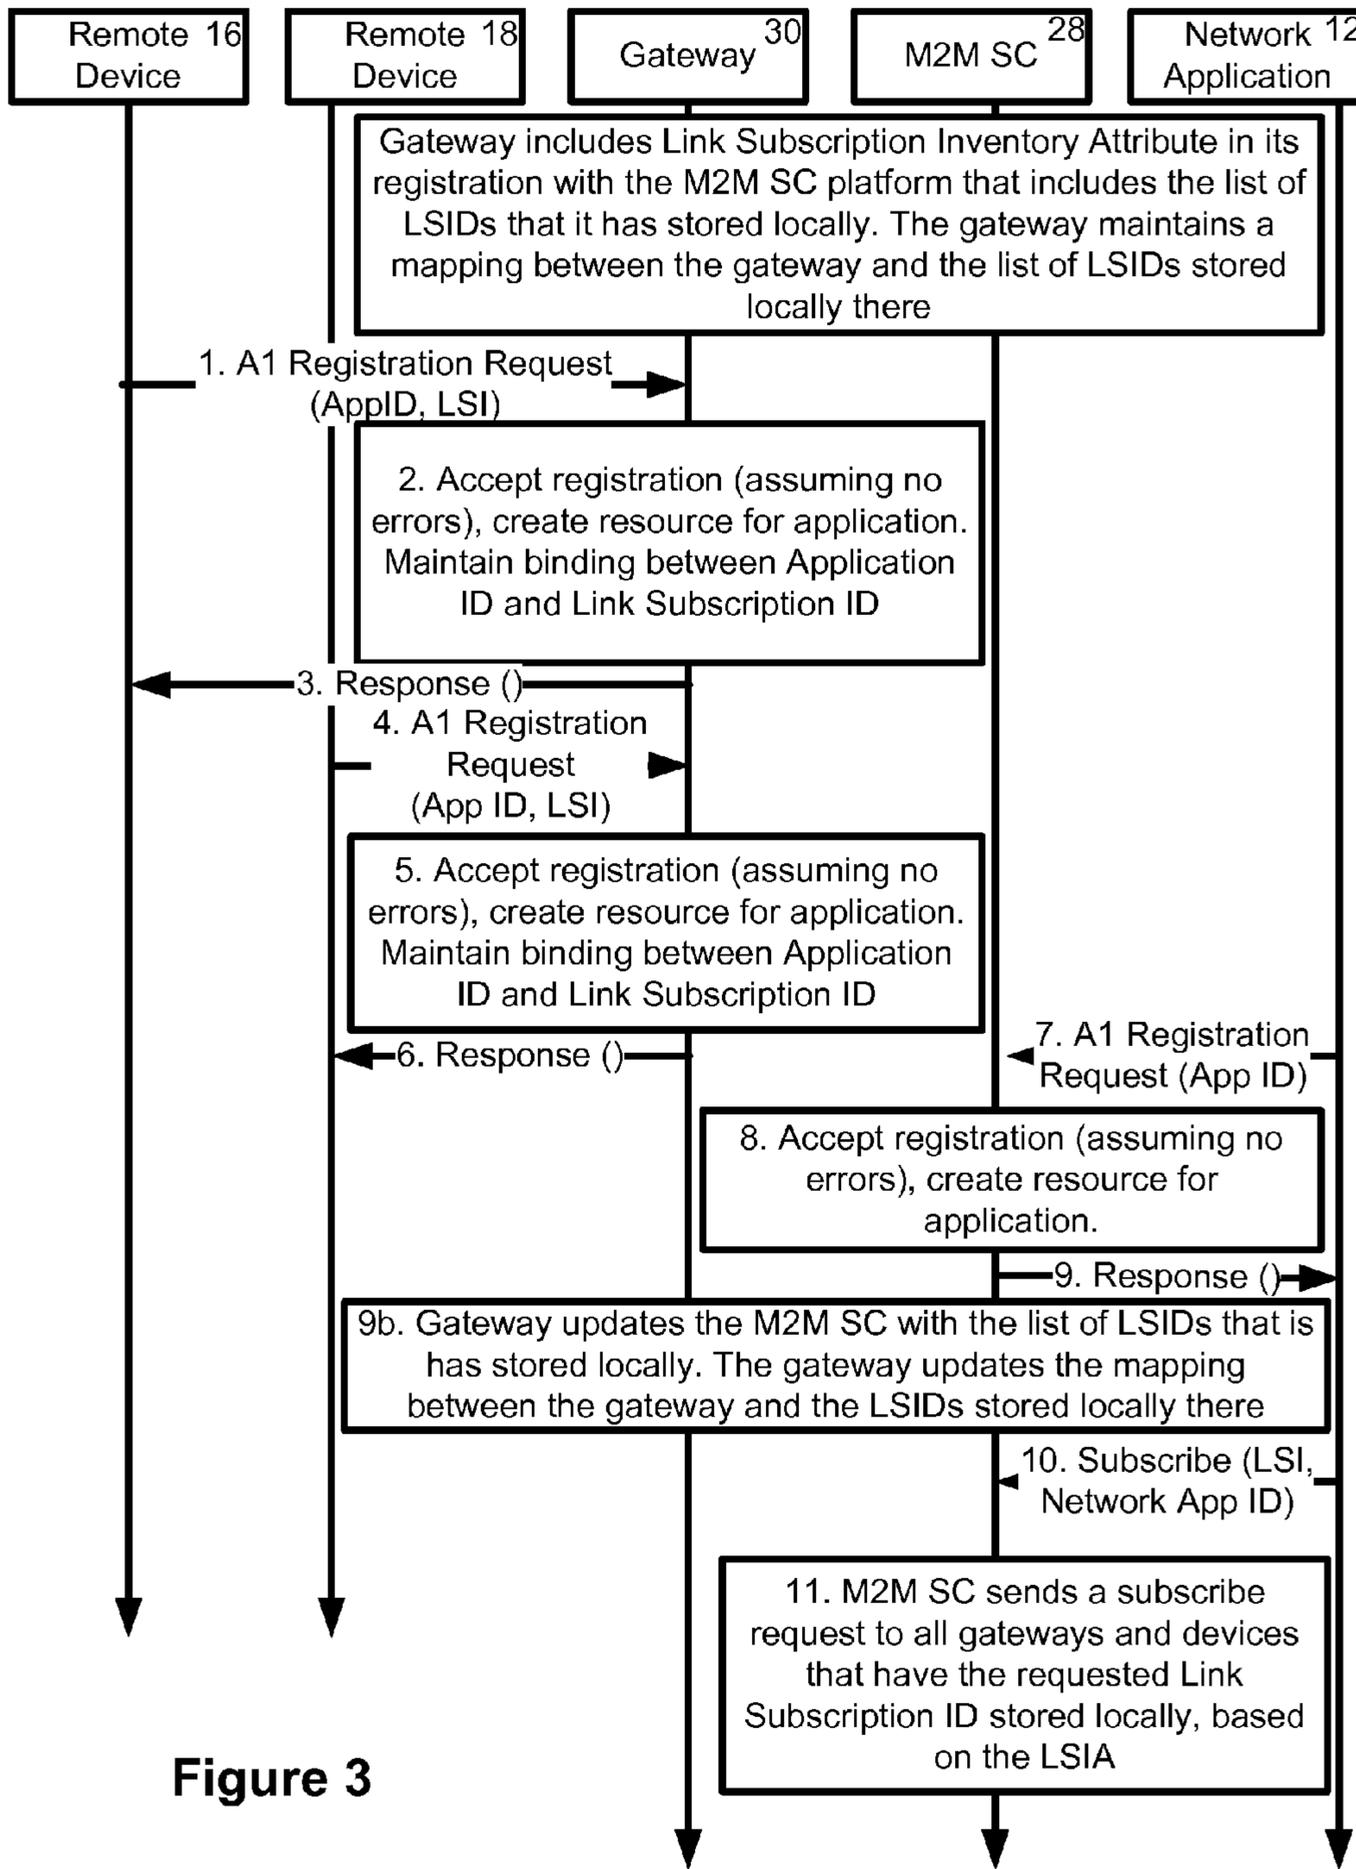 Remote 16
Device
Remote 18
Device
Gateway 30
M2M SC 28
Network 12
Application
Gateway includes Link Subscription Inventory Attribute in its
registration with the M2M SC platform that includes the list of
LSIDs that it has stored locally. The gateway maintains a
mapping between the gateway and the list of LSIDs stored
locally there
1. A1 Registration Request
(AppID, LSI)
2. Accept registration (assuming no
errors), create resource for application.
Maintain binding between Application
ID and Link Subscription ID
3. Response ()
4. A1 Registration
Request
(App ID, LSI)
5. Accept registration (assuming no
errors), create resource for application.
Maintain binding between Application
ID and Link Subscription ID
6. Response ()
7. A1 Registration
Request (App ID)
8. Accept registration (assuming no
errors), create resource for
application.
9. Response ()
9b. Gateway updates the M2M SC with the list of LSIDs that is
has stored locally. The gateway updates the mapping
between the gateway and the LSIDs stored locally there
10. Subscribe (LSI,
Network App ID)
11. M2M SC sends a subscribe
request to all gateways and devices
that have the requested Link
Subscription ID stored locally, based
on the LSIA
Figure 3